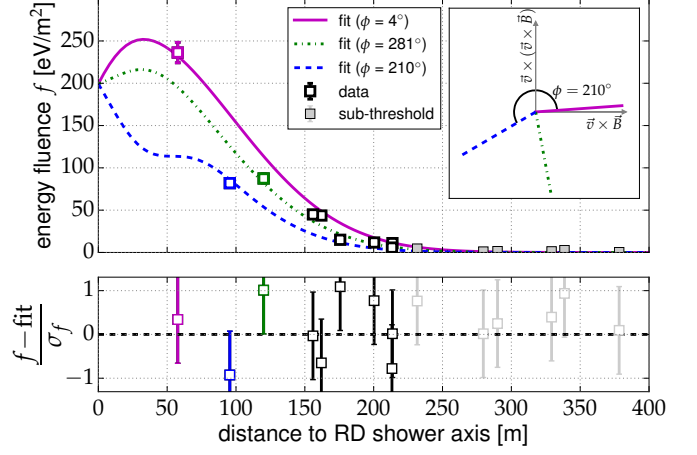 energy fluence f [eV/m²]
250
200
150
100
50
0
fit (ϕ = 4°)
fit (ϕ = 281°)
fit (ϕ = 210°)
data
sub-threshold
v⃗ × (v⃗ × B⃗)
ϕ = 210°
v⃗ × B⃗
f−fit
σf
1
0
−1
0 50 100 150 200 250 300 350 400
distance to RD shower axis [m]